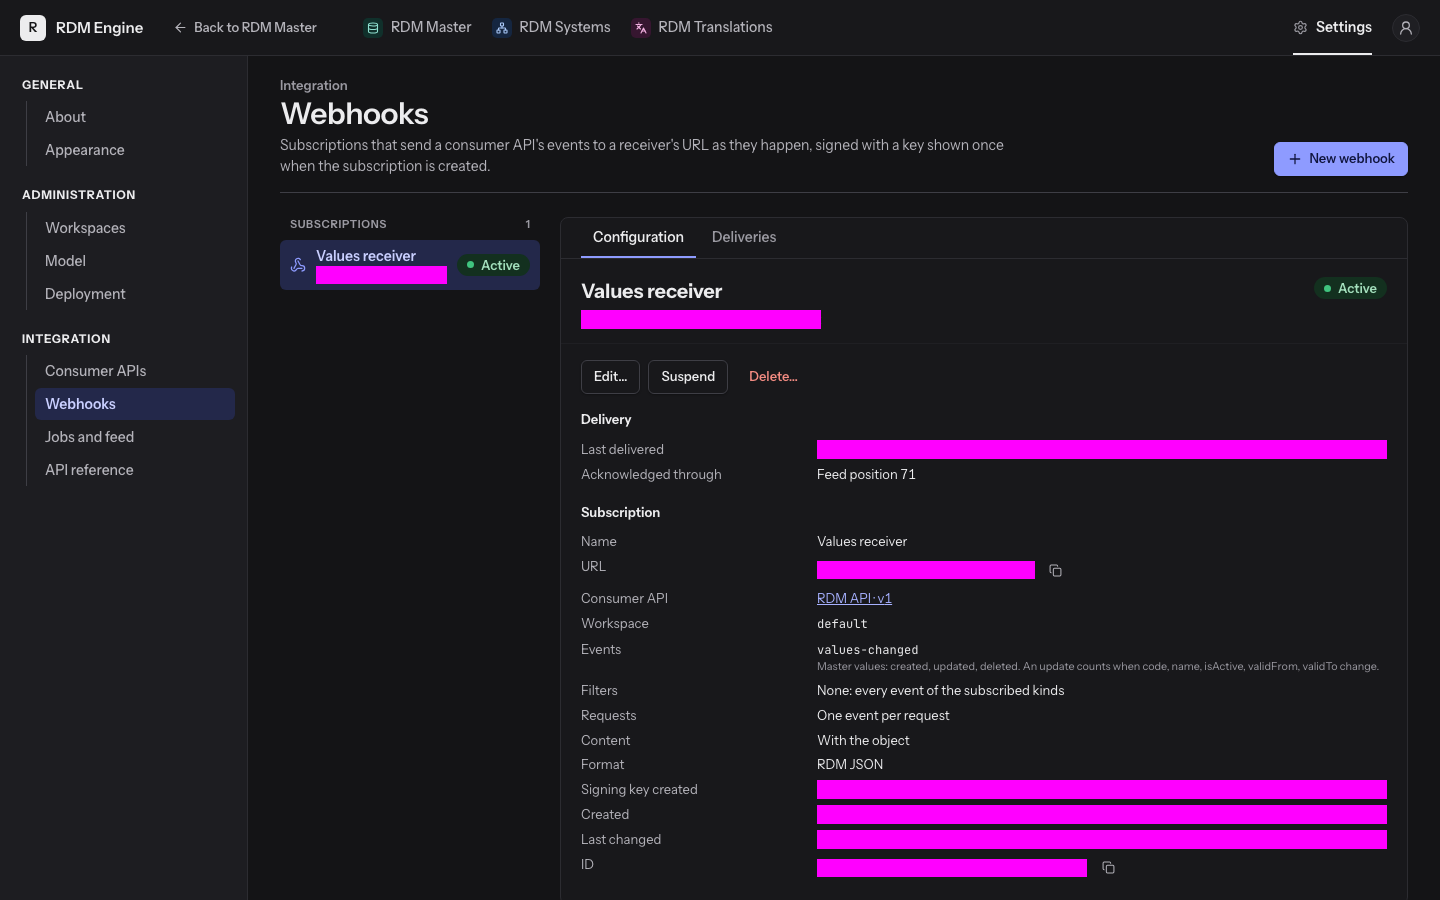 R RDM Engine
Back to RDM Master
RDM Master
RDM Systems
RDM Translations
Settings
GENERAL
About
Appearance
ADMINISTRATION
Workspaces
Model
Deployment
INTEGRATION
Consumer APIs
Webhooks
Jobs and feed
API reference
Integration
Webhooks
Subscriptions that send a consumer API's events to a receiver's URL as they happen, signed with a key shown once
when the subscription is created.
New webhook
SUBSCRIPTIONS 1
Values receiver
Active
Configuration
Deliveries
Values receiver
Active
Edit...
Suspend
Delete...
Delivery
Last delivered
Acknowledged through Feed position 71
Subscription
Name Values receiver
URL
Consumer API RDM API · v1
Workspace default
Events values-changed
Master values: created, updated, deleted. An update counts when code, name, isActive, validFrom, validTo change.
Filters None: every event of the subscribed kinds
Requests One event per request
Content With the object
Format RDM JSON
Signing key created
Created
Last changed
ID